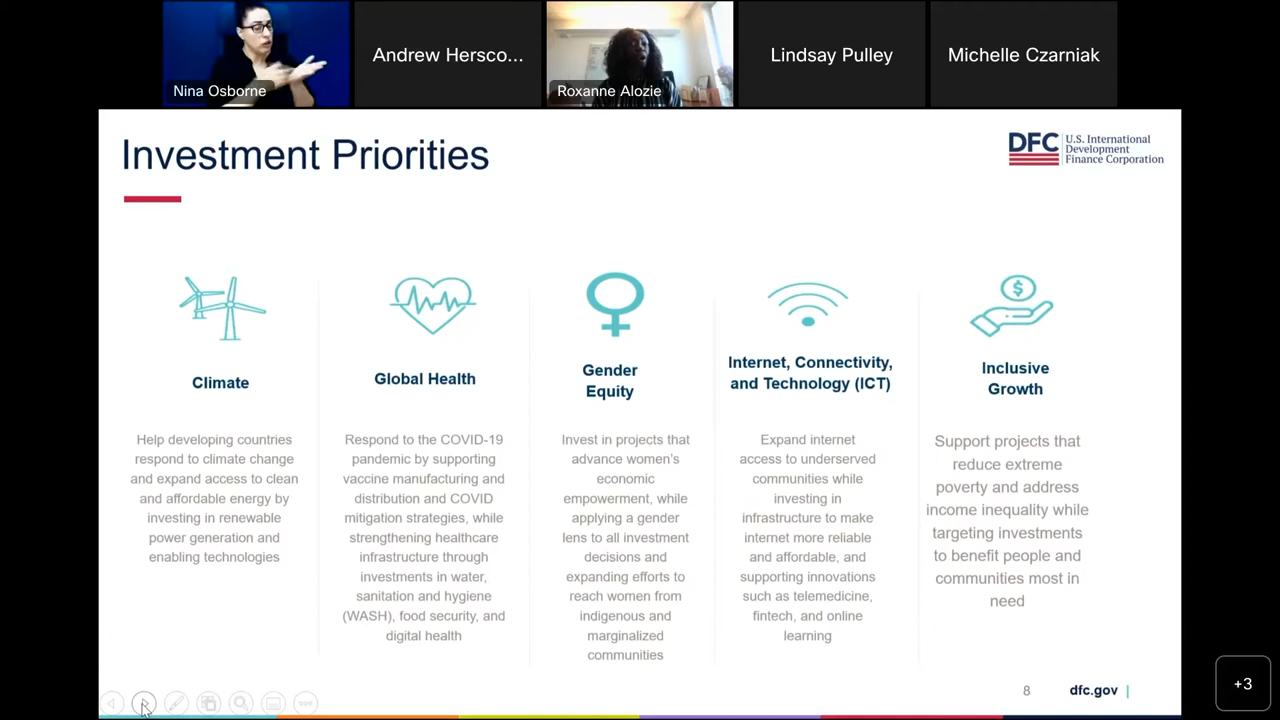 Nina Osborne
Andrew Hersco...
Roxanne Alozie
Lindsay Pulley
Michelle Czarniak
Investment Priorities
DFC
U.S. International
Development
Finance Corporation
Climate
Help developing countries
respond to climate change
and expand access to clean
and affordable energy by
investing in renewable
power generation and
enabling technologies
Global Health
Respond to the COVID-19
pandemic by supporting
vaccine manufacturing and
distribution and COVID
mitigation strategies, while
strengthening healthcare
infrastructure through
investments in water,
sanitation and hygiene
(WASH), food security, and
digital health
Gender
Equity
Invest in projects that
advance women's
economic
empowerment, while
applying a gender
lens to all investment
decisions and
expanding efforts to
reach women from
indigenous and
marginalized
communities
Internet, Connectivity,
and Technology (ICT)
Expand internet
access to underserved
communities while
investing in
infrastructure to make
internet more reliable
and affordable, and
supporting innovations
such as telemedicine,
fintech, and online
learning
$
Inclusive
Growth
Support projects that
reduce extreme
poverty and address
income inequality while
targeting investments
to benefit people and
communities most in
need
8
dfc.gov
+3